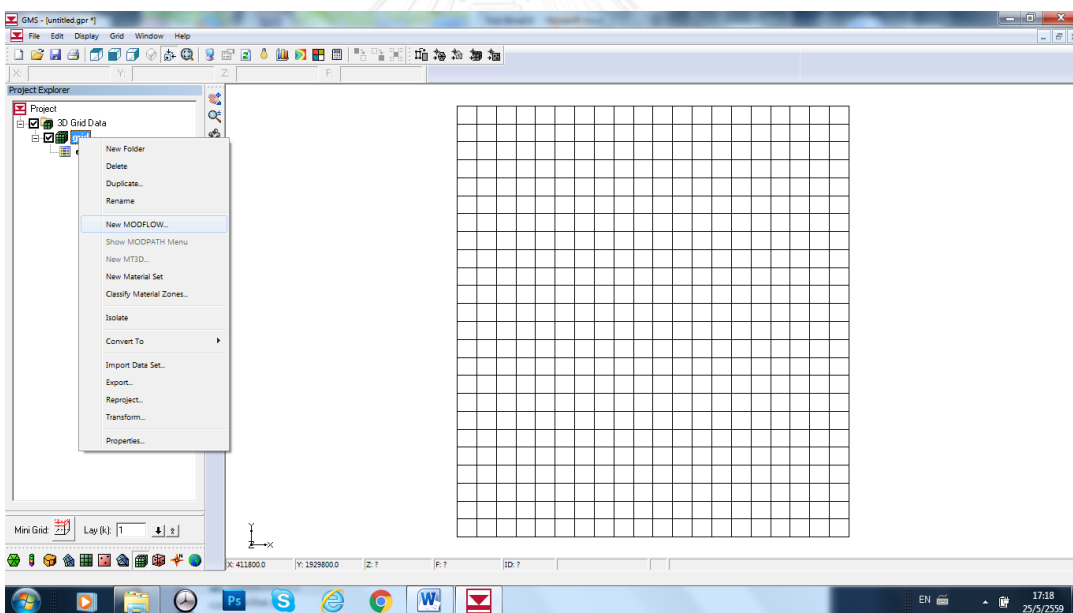 GMS - [untitled.gpr *]
File Edit Display Grid Window Help
X: Y: Z: F:
Project Explorer
Project
3D Grid Data
grid
New Folder
Delete
Duplicate...
Rename
New MODFLOW...
Show MODPATH Menu
New MT3D...
New Material Set
Classify Material Zones...
Isolate
Convert To
Import Data Set...
Export...
Reproject...
Transform...
Properties...
Mini Grid: Lay (k): 1
Y
Z X
X: 411800.0 Y: 1929800.0 Z: ? F: ? ID: ?
Ps S W EN 17:18
25/5/2559